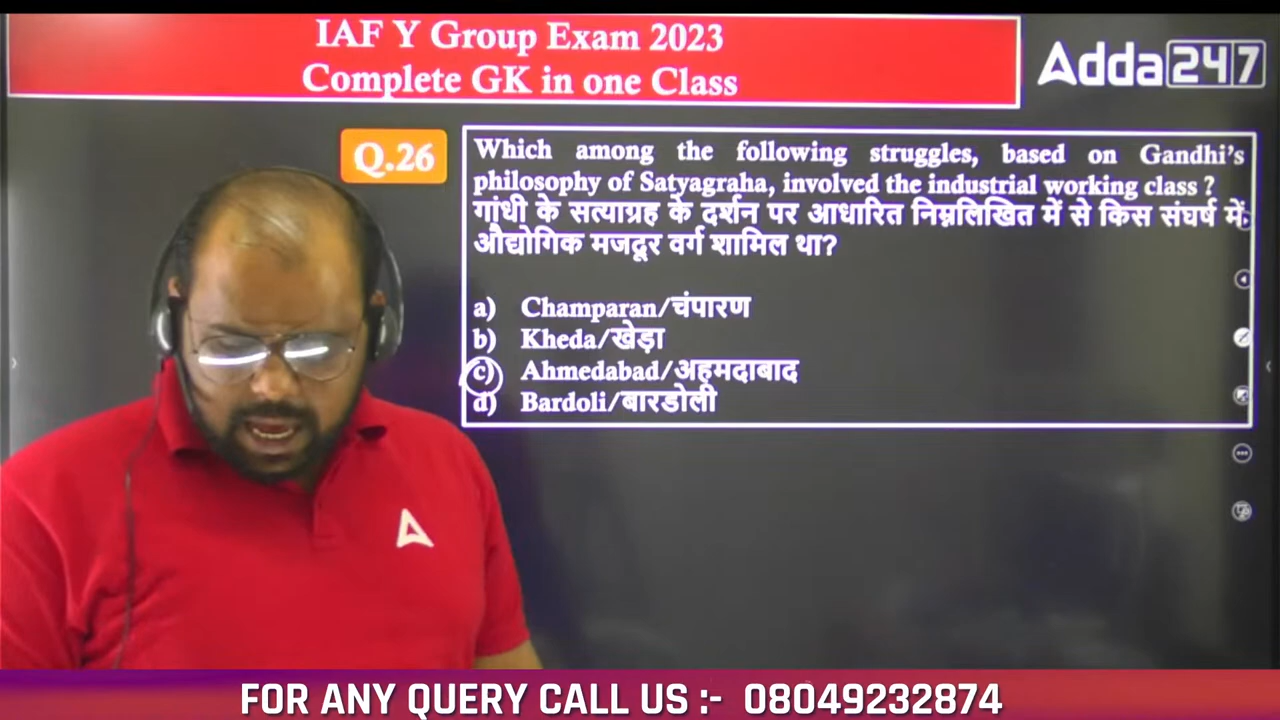 IAF Y Group Exam 2023
Complete GK in one Class
Adda247
Q.26
Which among the following struggles, based on Gandhi's
philosophy of Satyagraha, involved the industrial working class ?
गांधी के सत्याग्रह के दर्शन पर आधारित निम्नलिखित में से किस संघर्ष में
औद्योगिक मजदूर वर्ग शामिल था?
a) Champaran/चंपारण
b) Kheda/खेड़ा
c) Ahmedabad/अहमदाबाद
d) Bardoli/बारडोली
FOR ANY QUERY CALL US :- 08049232874